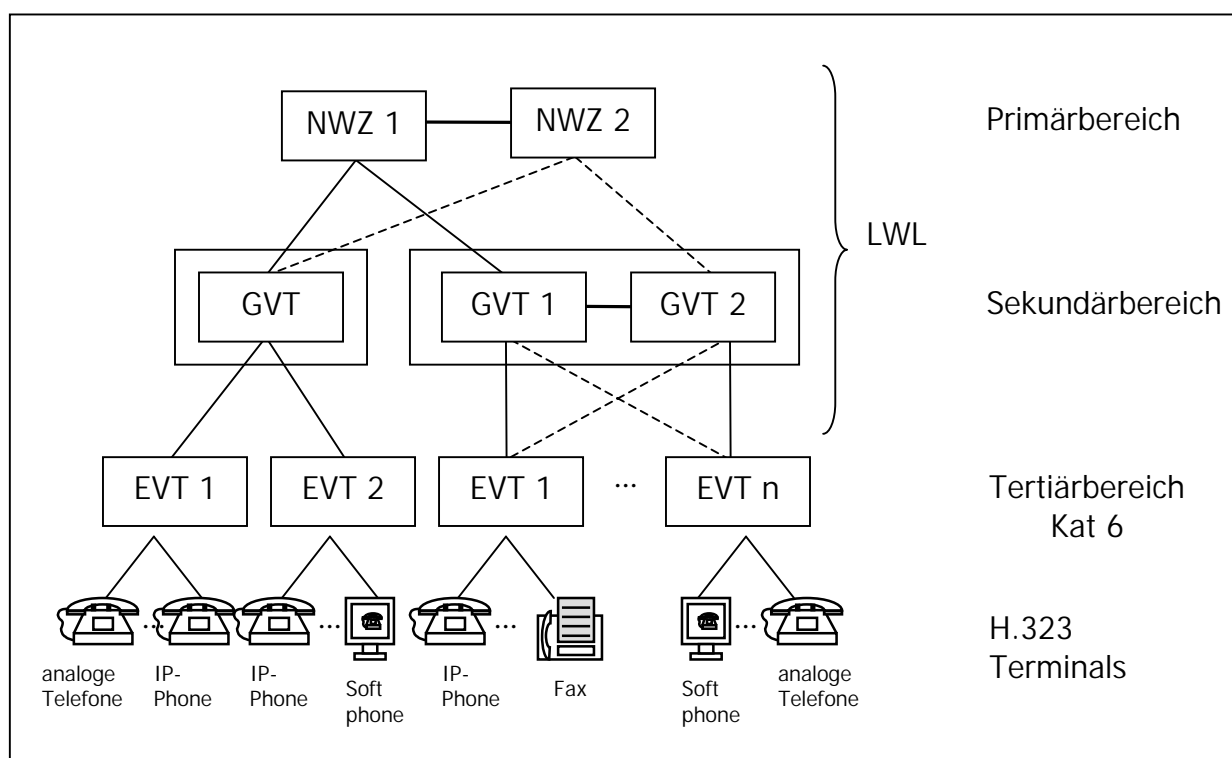 NWZ 1
NWZ 2
Primärbereich
LWL
GVT
GVT 1
GVT 2
Sekundärbereich
EVT 1
EVT 2
EVT 1
...
EVT n
Tertiärbereich
Kat 6
...
...
...
...
H.323
Terminals
analoge
Telefone
IP-
Phone
IP-
Phone
Soft
phone
IP-
Phone
Fax
Soft
phone
analoge
Telefone